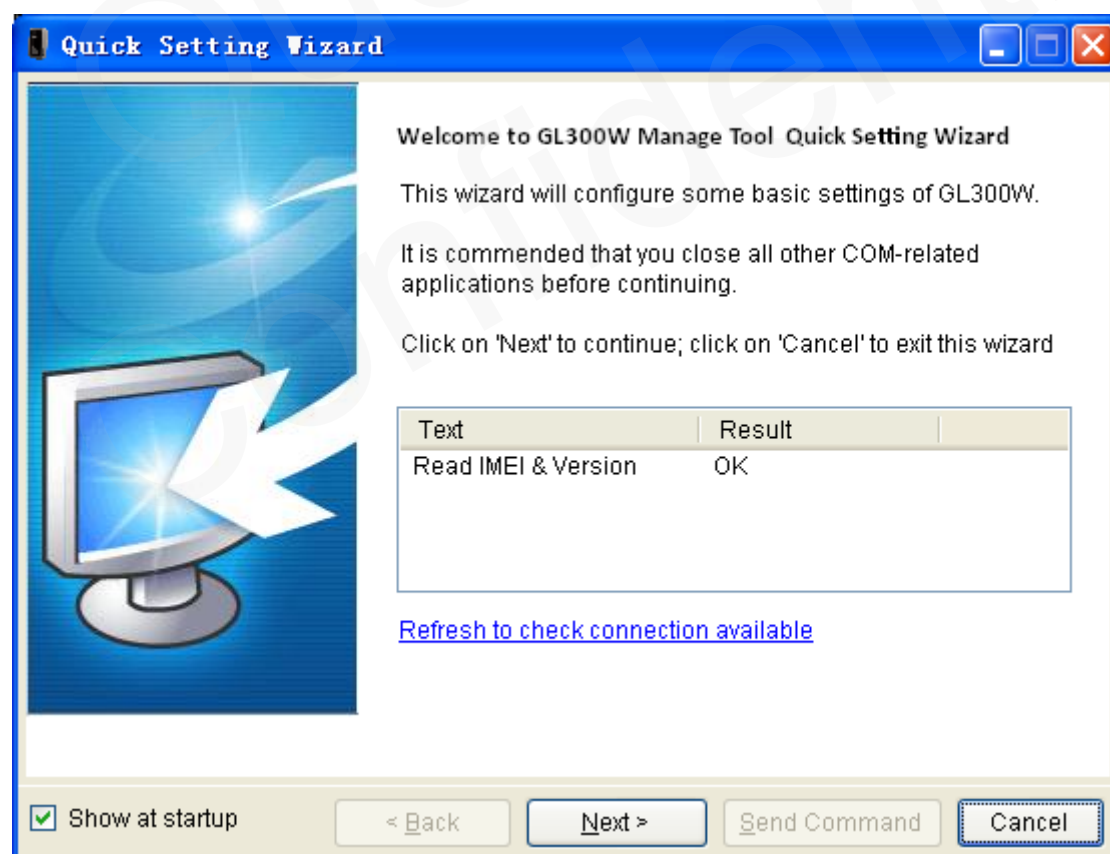 Quick Setting Wizard
Welcome to GL300W Manage Tool Quick Setting Wizard
This wizard will configure some basic settings of GL300W.
It is commended that you close all other COM-related
applications before continuing.
Click on 'Next' to continue; click on 'Cancel' to exit this wizard
Text Result
Read IMEI & Version OK
Refresh to check connection available
Show at startup < Back Next > Send Command Cancel